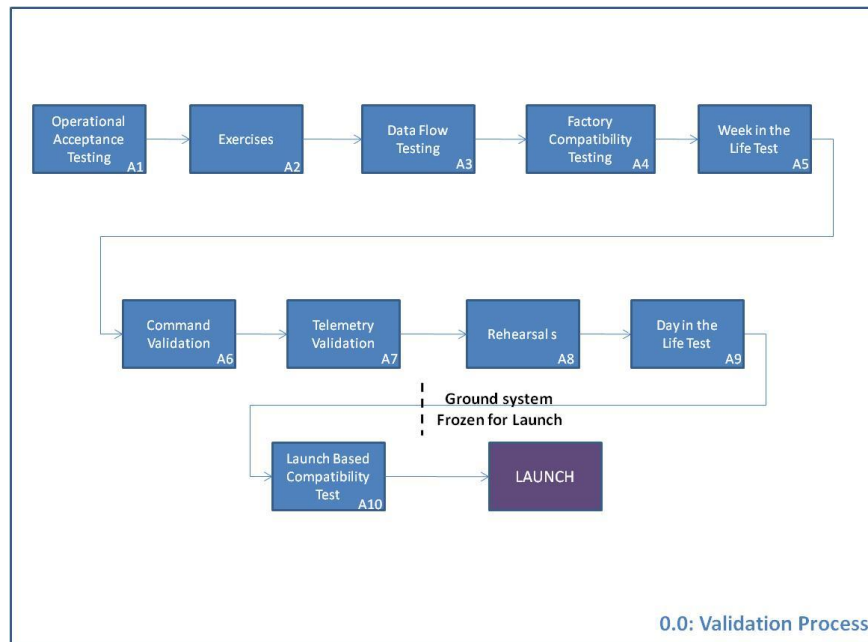 Operational
Acceptance
Testing
A1
Exercises
A2
Data Flow
Testing
A3
Factory
Compatibility
Testing
A4
Week in the
Life Test
A5
Command
Validation
A6
Telemetry
Validation
A7
Rehearsal s
A8
Day in the
Life Test
A9
Ground system
Frozen for Launch
Launch Based
Compatibility
Test
A10
LAUNCH
0.0: Validation Process